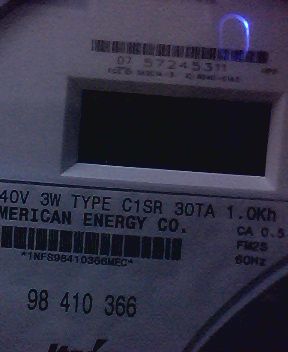 07 57245311
40V 3W TYPE C1SR 30TA 1.0Kh
MERICAN ENERGY CO.
CA 0.5
FM2S
60Hz
*1NFS98410366MEC*
98 410 366